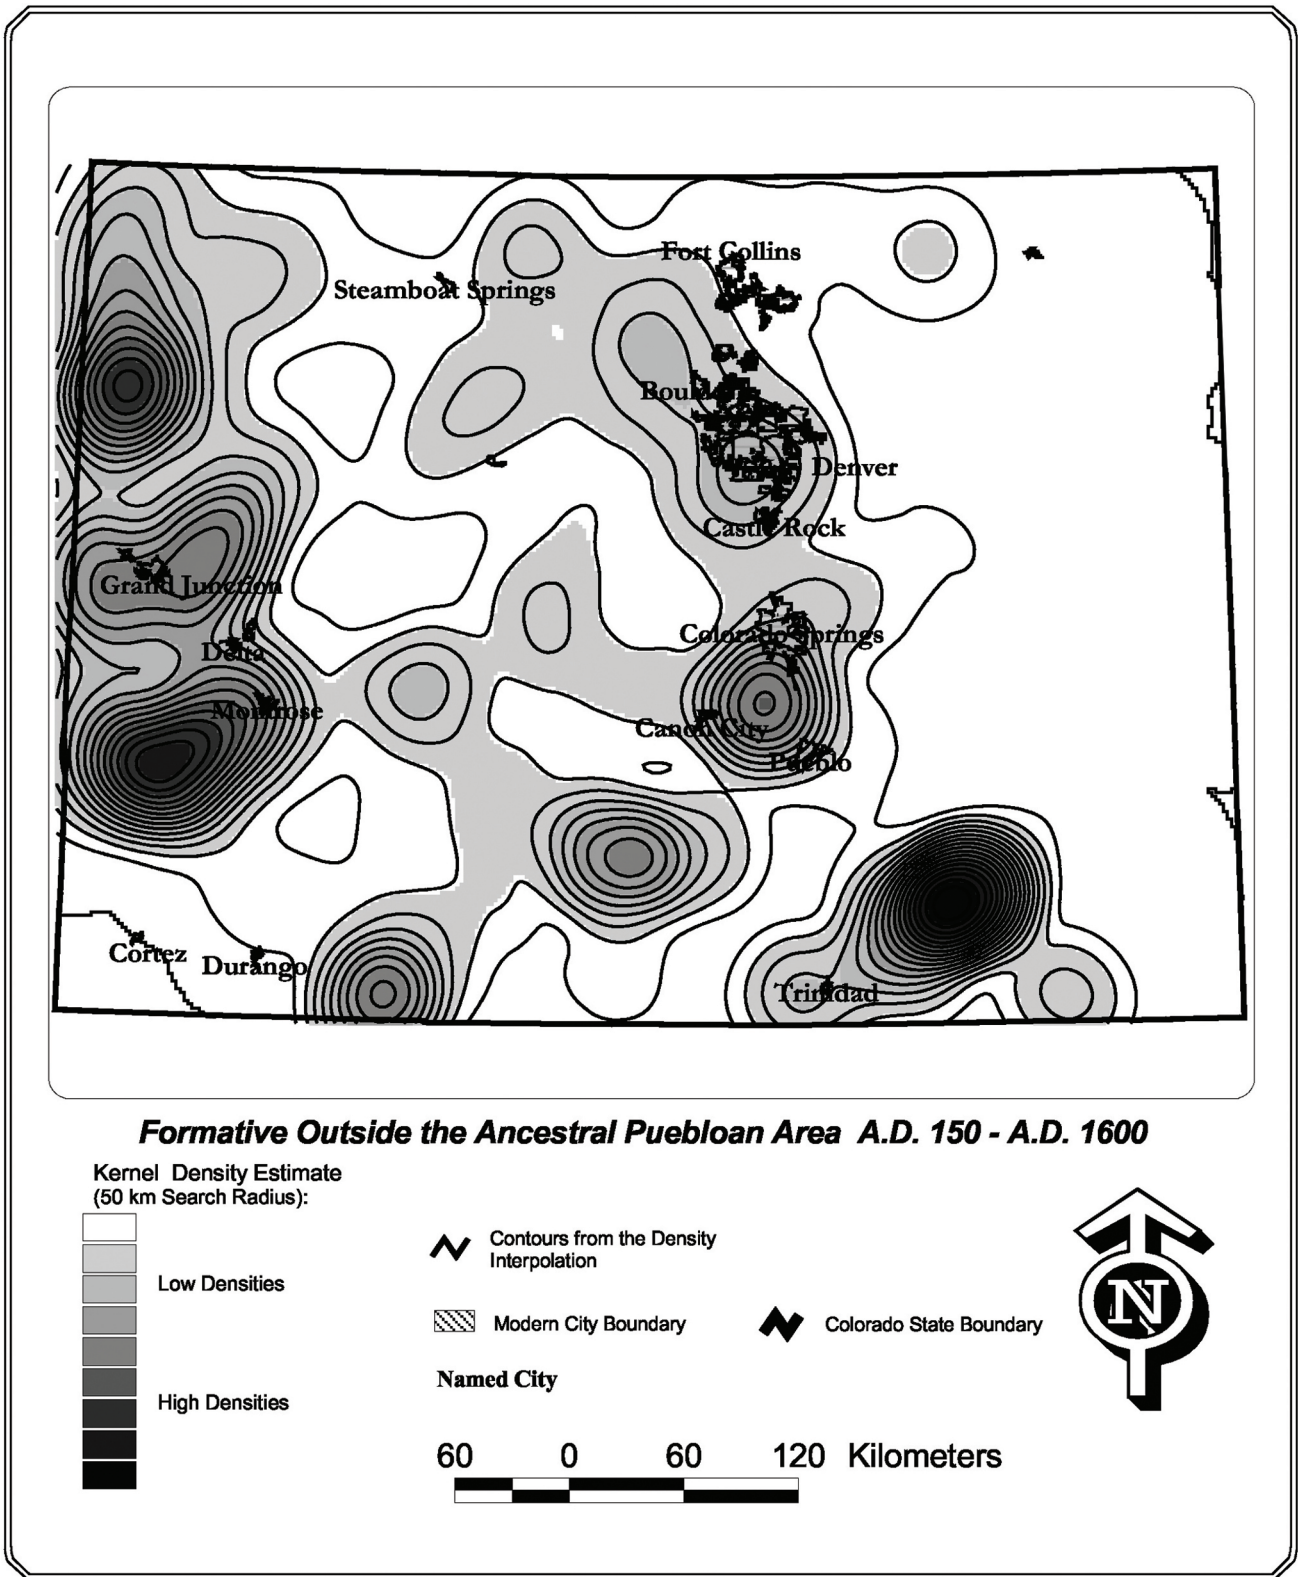 Fort Collins
Steamboat Springs
Boulder
Denver
Castle Rock
Grand Junction
Colorado Springs
Delta
Montrose
Canon City
Pueblo
Cortez
Durango
Trinidad
Formative Outside the Ancestral Puebloan Area A.D. 150 - A.D. 1600
Kernel Density Estimate
(50 km Search Radius):
Low Densities
High Densities
Contours from the Density
Interpolation
Modern City Boundary
Colorado State Boundary
Named City
N
60 0 60 120 Kilometers